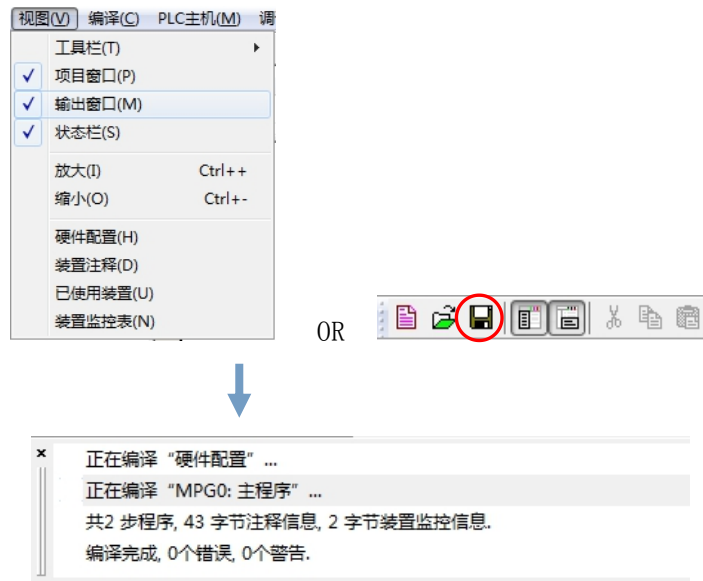 视图(V) 编译(C) PLC主机(M) 调
工具栏(T)
项目窗口(P)
输出窗口(M)
状态栏(S)
放大(I) Ctrl++
缩小(O) Ctrl+-
硬件配置(H)
装置注释(D)
已使用装置(U)
装置监控表(N)
OR
正在编译“硬件配置”...
正在编译“MPG0: 主程序”...
共2 步程序, 43 字节注释信息, 2 字节装置监控信息.
编译完成, 0个错误, 0个警告.